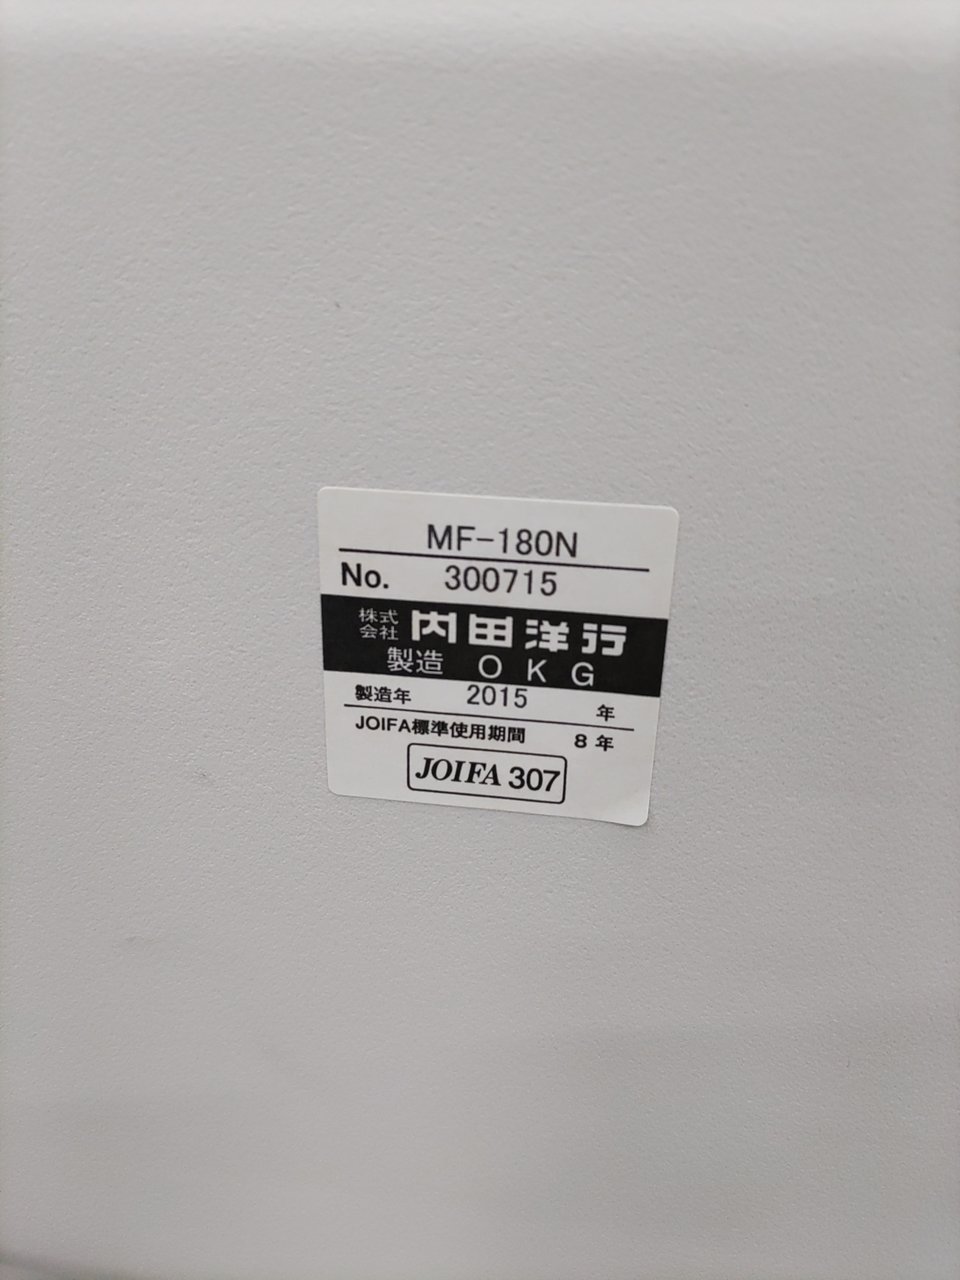 MF-180N
No. 300715
株式会社 内田洋行
製造 OKG
製造年 2015 年
JOIFA標準使用期間 8年
JOIFA 307